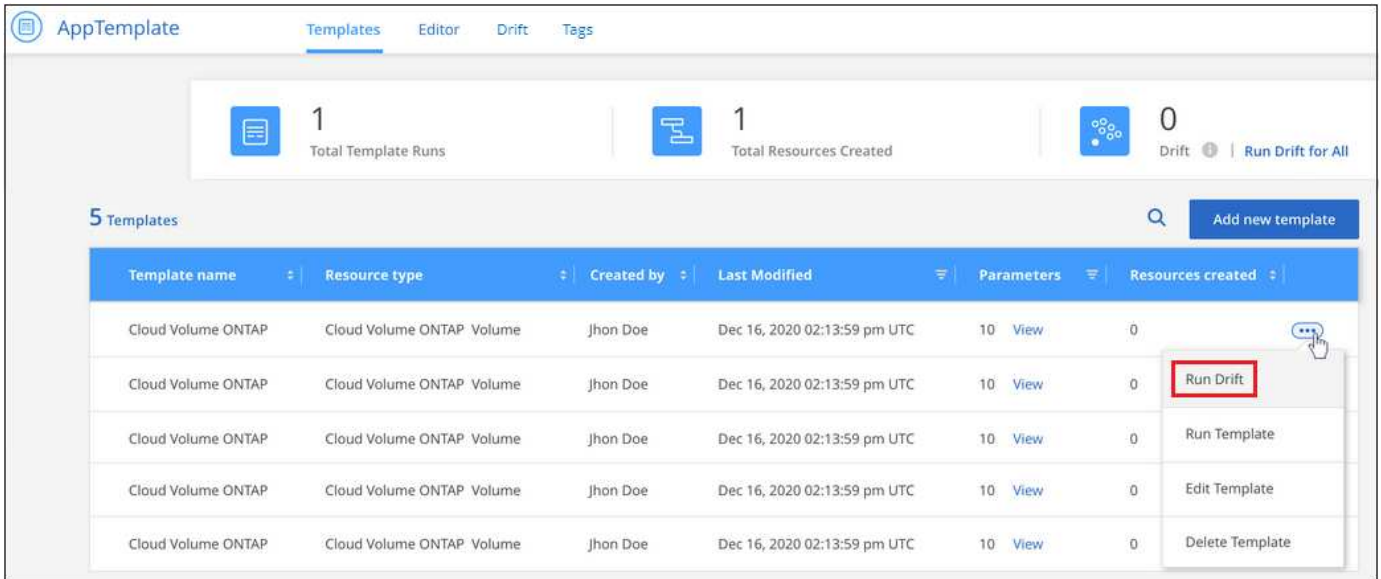 AppTemplate Templates Editor Drift Tags
1 1 0
Total Template Runs Total Resources Created Drift | Run Drift for All
5 Templates Add new template
Template name Resource type Created by Last Modified Parameters Resources created
Cloud Volume ONTAP Cloud Volume ONTAP Volume Jhon Doe Dec 16, 2020 02:13:59 pm UTC 10 View 0
Cloud Volume ONTAP Cloud Volume ONTAP Volume Jhon Doe Dec 16, 2020 02:13:59 pm UTC 10 View 0 Run Drift
Cloud Volume ONTAP Cloud Volume ONTAP Volume Jhon Doe Dec 16, 2020 02:13:59 pm UTC 10 View 0 Run Template
Cloud Volume ONTAP Cloud Volume ONTAP Volume Jhon Doe Dec 16, 2020 02:13:59 pm UTC 10 View 0 Edit Template
Cloud Volume ONTAP Cloud Volume ONTAP Volume Jhon Doe Dec 16, 2020 02:13:59 pm UTC 10 View 0 Delete Template